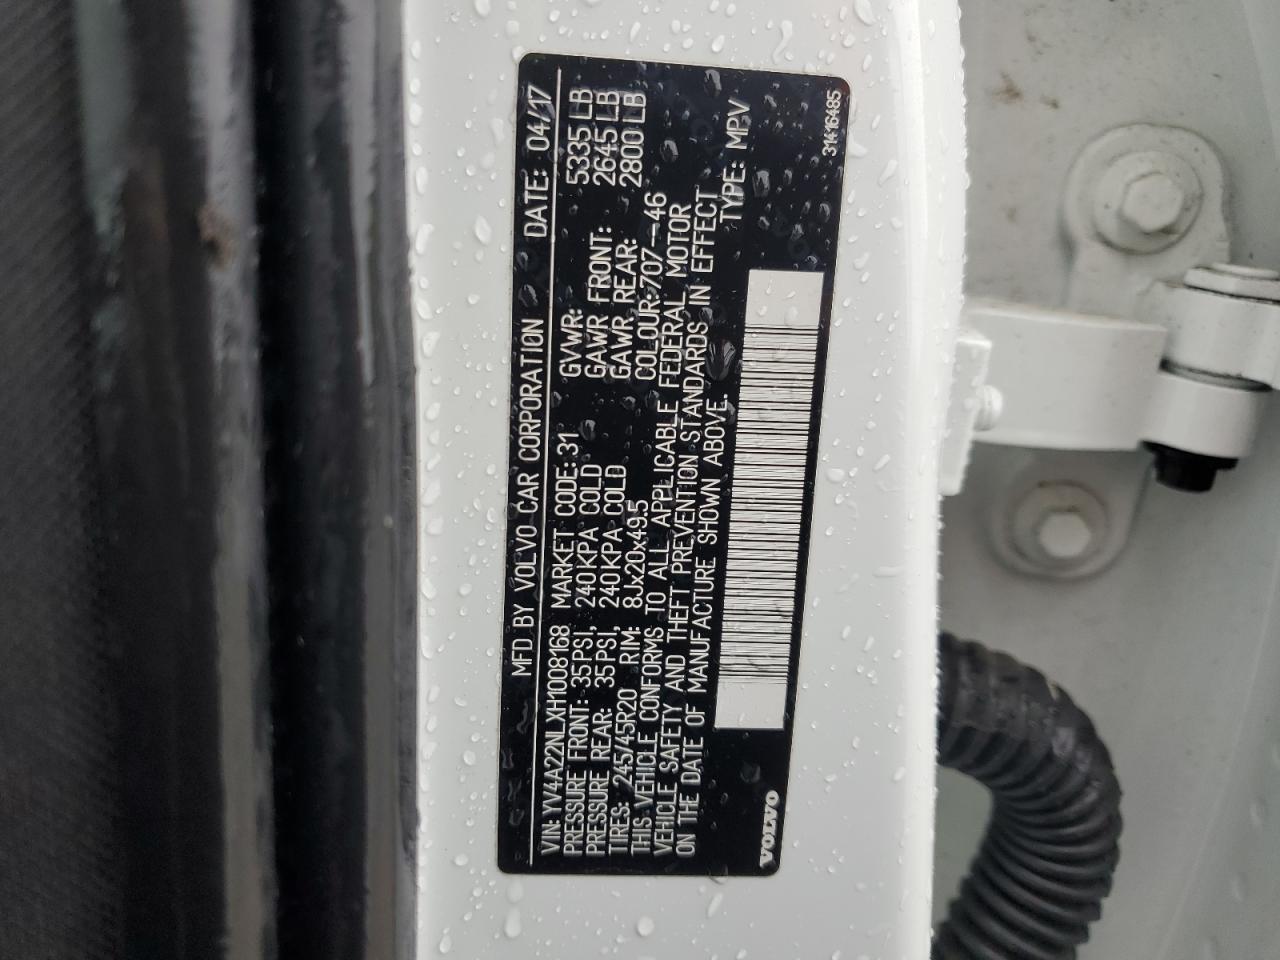 MFD BY VOLVO CAR CORPORATION DATE: 04/17
VIN: YV4A22NLXH1008168 MARKET CODE: 31 GVWR: 5335 LB
PRESSURE FRONT: 35PSI, 240KPA COLD GAWR FRONT: 2645 LB
PRESSURE REAR: 35PSI, 240KPA COLD GAWR REAR: 2800 LB
TIRES: 245/45R20 RIM: 8Jx20x49.5 COLOUR: 707--46
THIS VEHICLE CONFORMS TO ALL APPLICABLE FEDERAL MOTOR
VEHICLE SAFETY AND THEFT PREVENTION STANDARDS IN EFFECT
ON THE DATE OF MANUFACTURE SHOWN ABOVE. TYPE: MPV
VOLVO 31416485